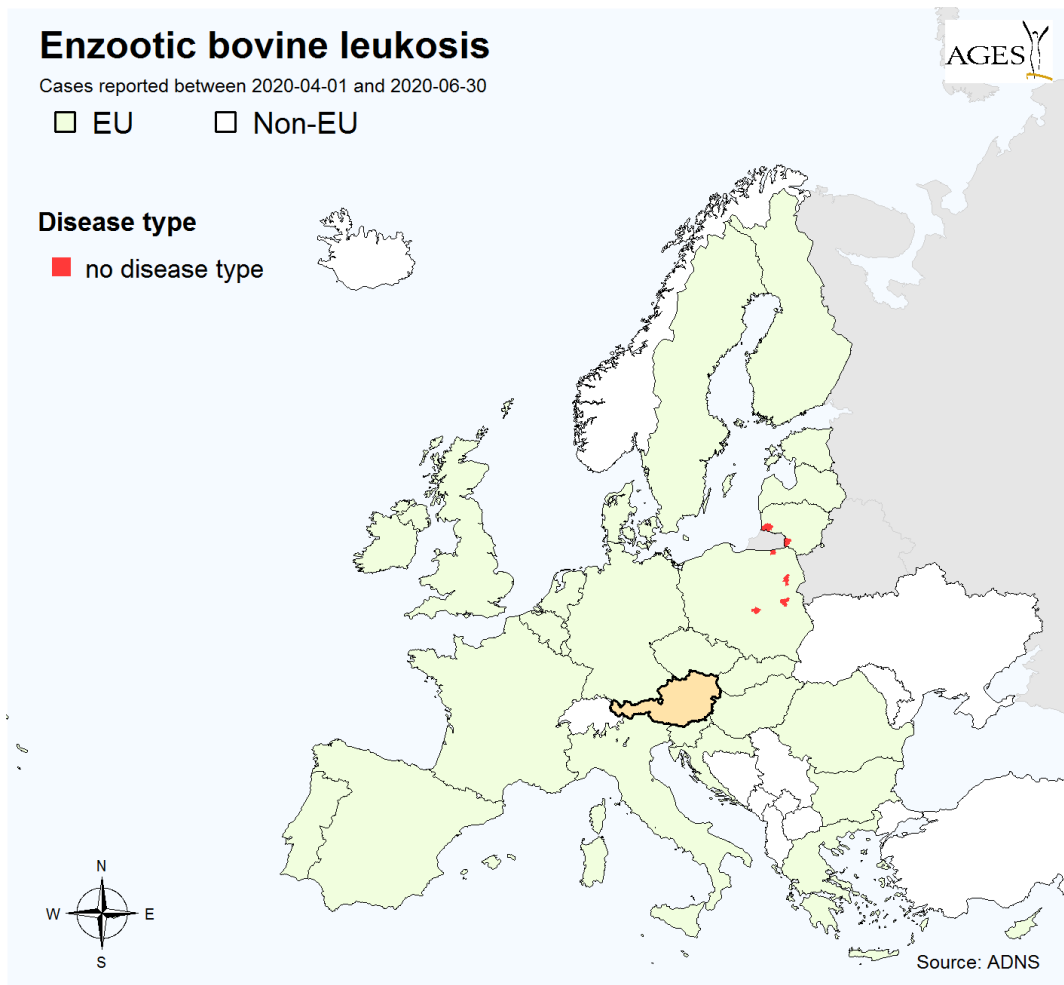 Enzootic bovine leukosis
Cases reported between 2020-04-01 and 2020-06-30
EU Non-EU
AGES
Disease type
no disease type
N
W E
S
Source: ADNS